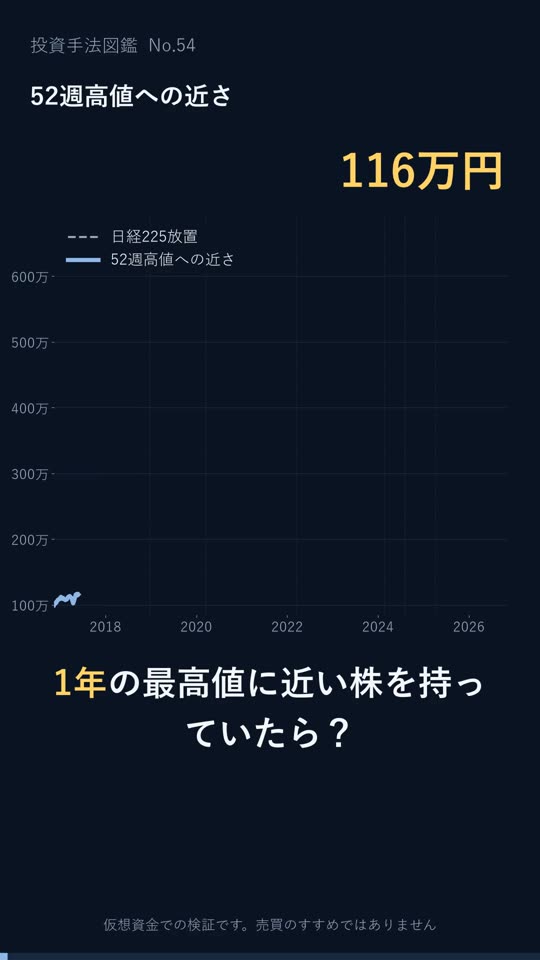 投資手法図鑑 No.54
52週高値への近さ
116万円
日経225放置
52週高値への近さ
600万
500万
400万
300万
200万
100万
2018 2020 2022 2024 2026
1年の最高値に近い株を持っ
ていたら？
仮想資金での検証です。売買のすすめではありません